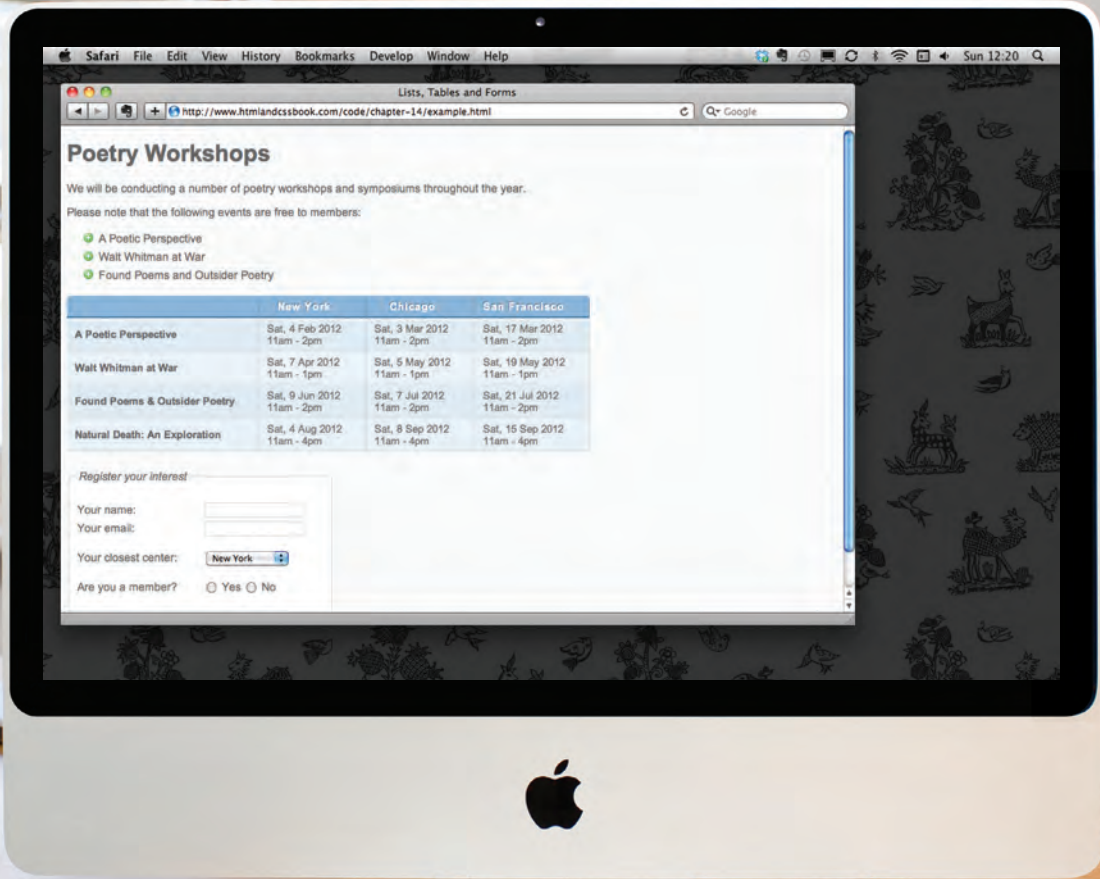 Safari File Edit View History Bookmarks Develop Window Help Sun 12:20
Lists, Tables and Forms
http://www.htmlandcssbook.com/code/chapter-14/example.html Google
Poetry Workshops
We will be conducting a number of poetry workshops and symposiums throughout the year.
Please note that the following events are free to members:
A Poetic Perspective
Walt Whitman at War
Found Poems and Outsider Poetry
New York Chicago San Francisco
A Poetic Perspective Sat, 4 Feb 2012 11am - 2pm Sat, 3 Mar 2012 11am - 2pm Sat, 17 Mar 2012 11am - 2pm
Walt Whitman at War Sat, 7 Apr 2012 11am - 1pm Sat, 5 May 2012 11am - 1pm Sat, 19 May 2012 11am - 1pm
Found Poems & Outsider Poetry Sat, 9 Jun 2012 11am - 2pm Sat, 7 Jul 2012 11am - 2pm Sat, 21 Jul 2012 11am - 2pm
Natural Death: An Exploration Sat, 4 Aug 2012 11am - 4pm Sat, 8 Sep 2012 11am - 4pm Sat, 15 Sep 2012 11am - 4pm
Register your interest
Your name:
Your email:
Your closest center: New York
Are you a member? Yes No